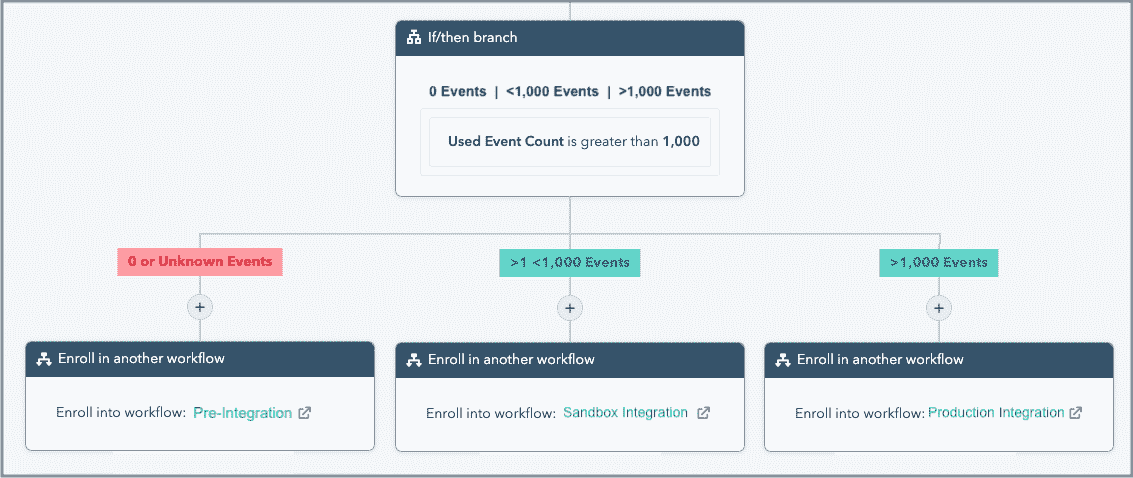 If/then branch
0 Events | <1,000 Events | >1,000 Events
Used Event Count is greater than 1,000
0 or Unknown Events
>1 <1,000 Events
>1,000 Events
+
+
+
Enroll in another workflow
Enroll in another workflow
Enroll in another workflow
Enroll into workflow: Pre-Integration
Enroll into workflow: Sandbox Integration
Enroll into workflow: Production Integration